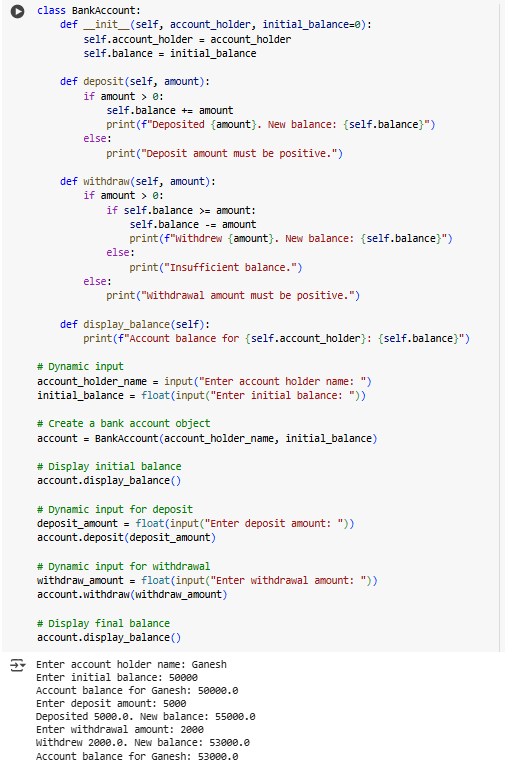 class BankAccount:
    def __init__(self, account_holder, initial_balance=0):
        self.account_holder = account_holder
        self.balance = initial_balance

    def deposit(self, amount):
        if amount > 0:
            self.balance += amount
            print(f"Deposited {amount}. New balance: {self.balance}")
        else:
            print("Deposit amount must be positive.")

    def withdraw(self, amount):
        if amount > 0:
            if self.balance >= amount:
                self.balance -= amount
                print(f"Withdrew {amount}. New balance: {self.balance}")
            else:
                print("Insufficient balance.")
        else:
            print("Withdrawal amount must be positive.")

    def display_balance(self):
        print(f"Account balance for {self.account_holder}: {self.balance}")

# Dynamic input
account_holder_name = input("Enter account holder name: ")
initial_balance = float(input("Enter initial balance: "))

# Create a bank account object
account = BankAccount(account_holder_name, initial_balance)

# Display initial balance
account.display_balance()

# Dynamic input for deposit
deposit_amount = float(input("Enter deposit amount: "))
account.deposit(deposit_amount)

# Dynamic input for withdrawal
withdraw_amount = float(input("Enter withdrawal amount: "))
account.withdraw(withdraw_amount)

# Display final balance
account.display_balance()

Enter account holder name: Ganesh
Enter initial balance: 50000
Account balance for Ganesh: 50000.0
Enter deposit amount: 5000
Deposited 5000.0. New balance: 55000.0
Enter withdrawal amount: 2000
Withdrew 2000.0. New balance: 53000.0
Account balance for Ganesh: 53000.0